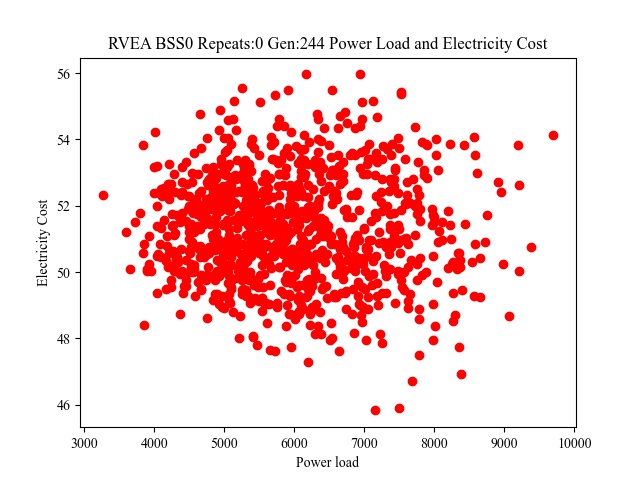 RVEA BSS0 Repeats:0 Gen:244 Power Load and Electricity Cost
56
54
52
50
48
46
Electricity Cost
3000 4000 5000 6000 7000 8000 9000 10000
Power load